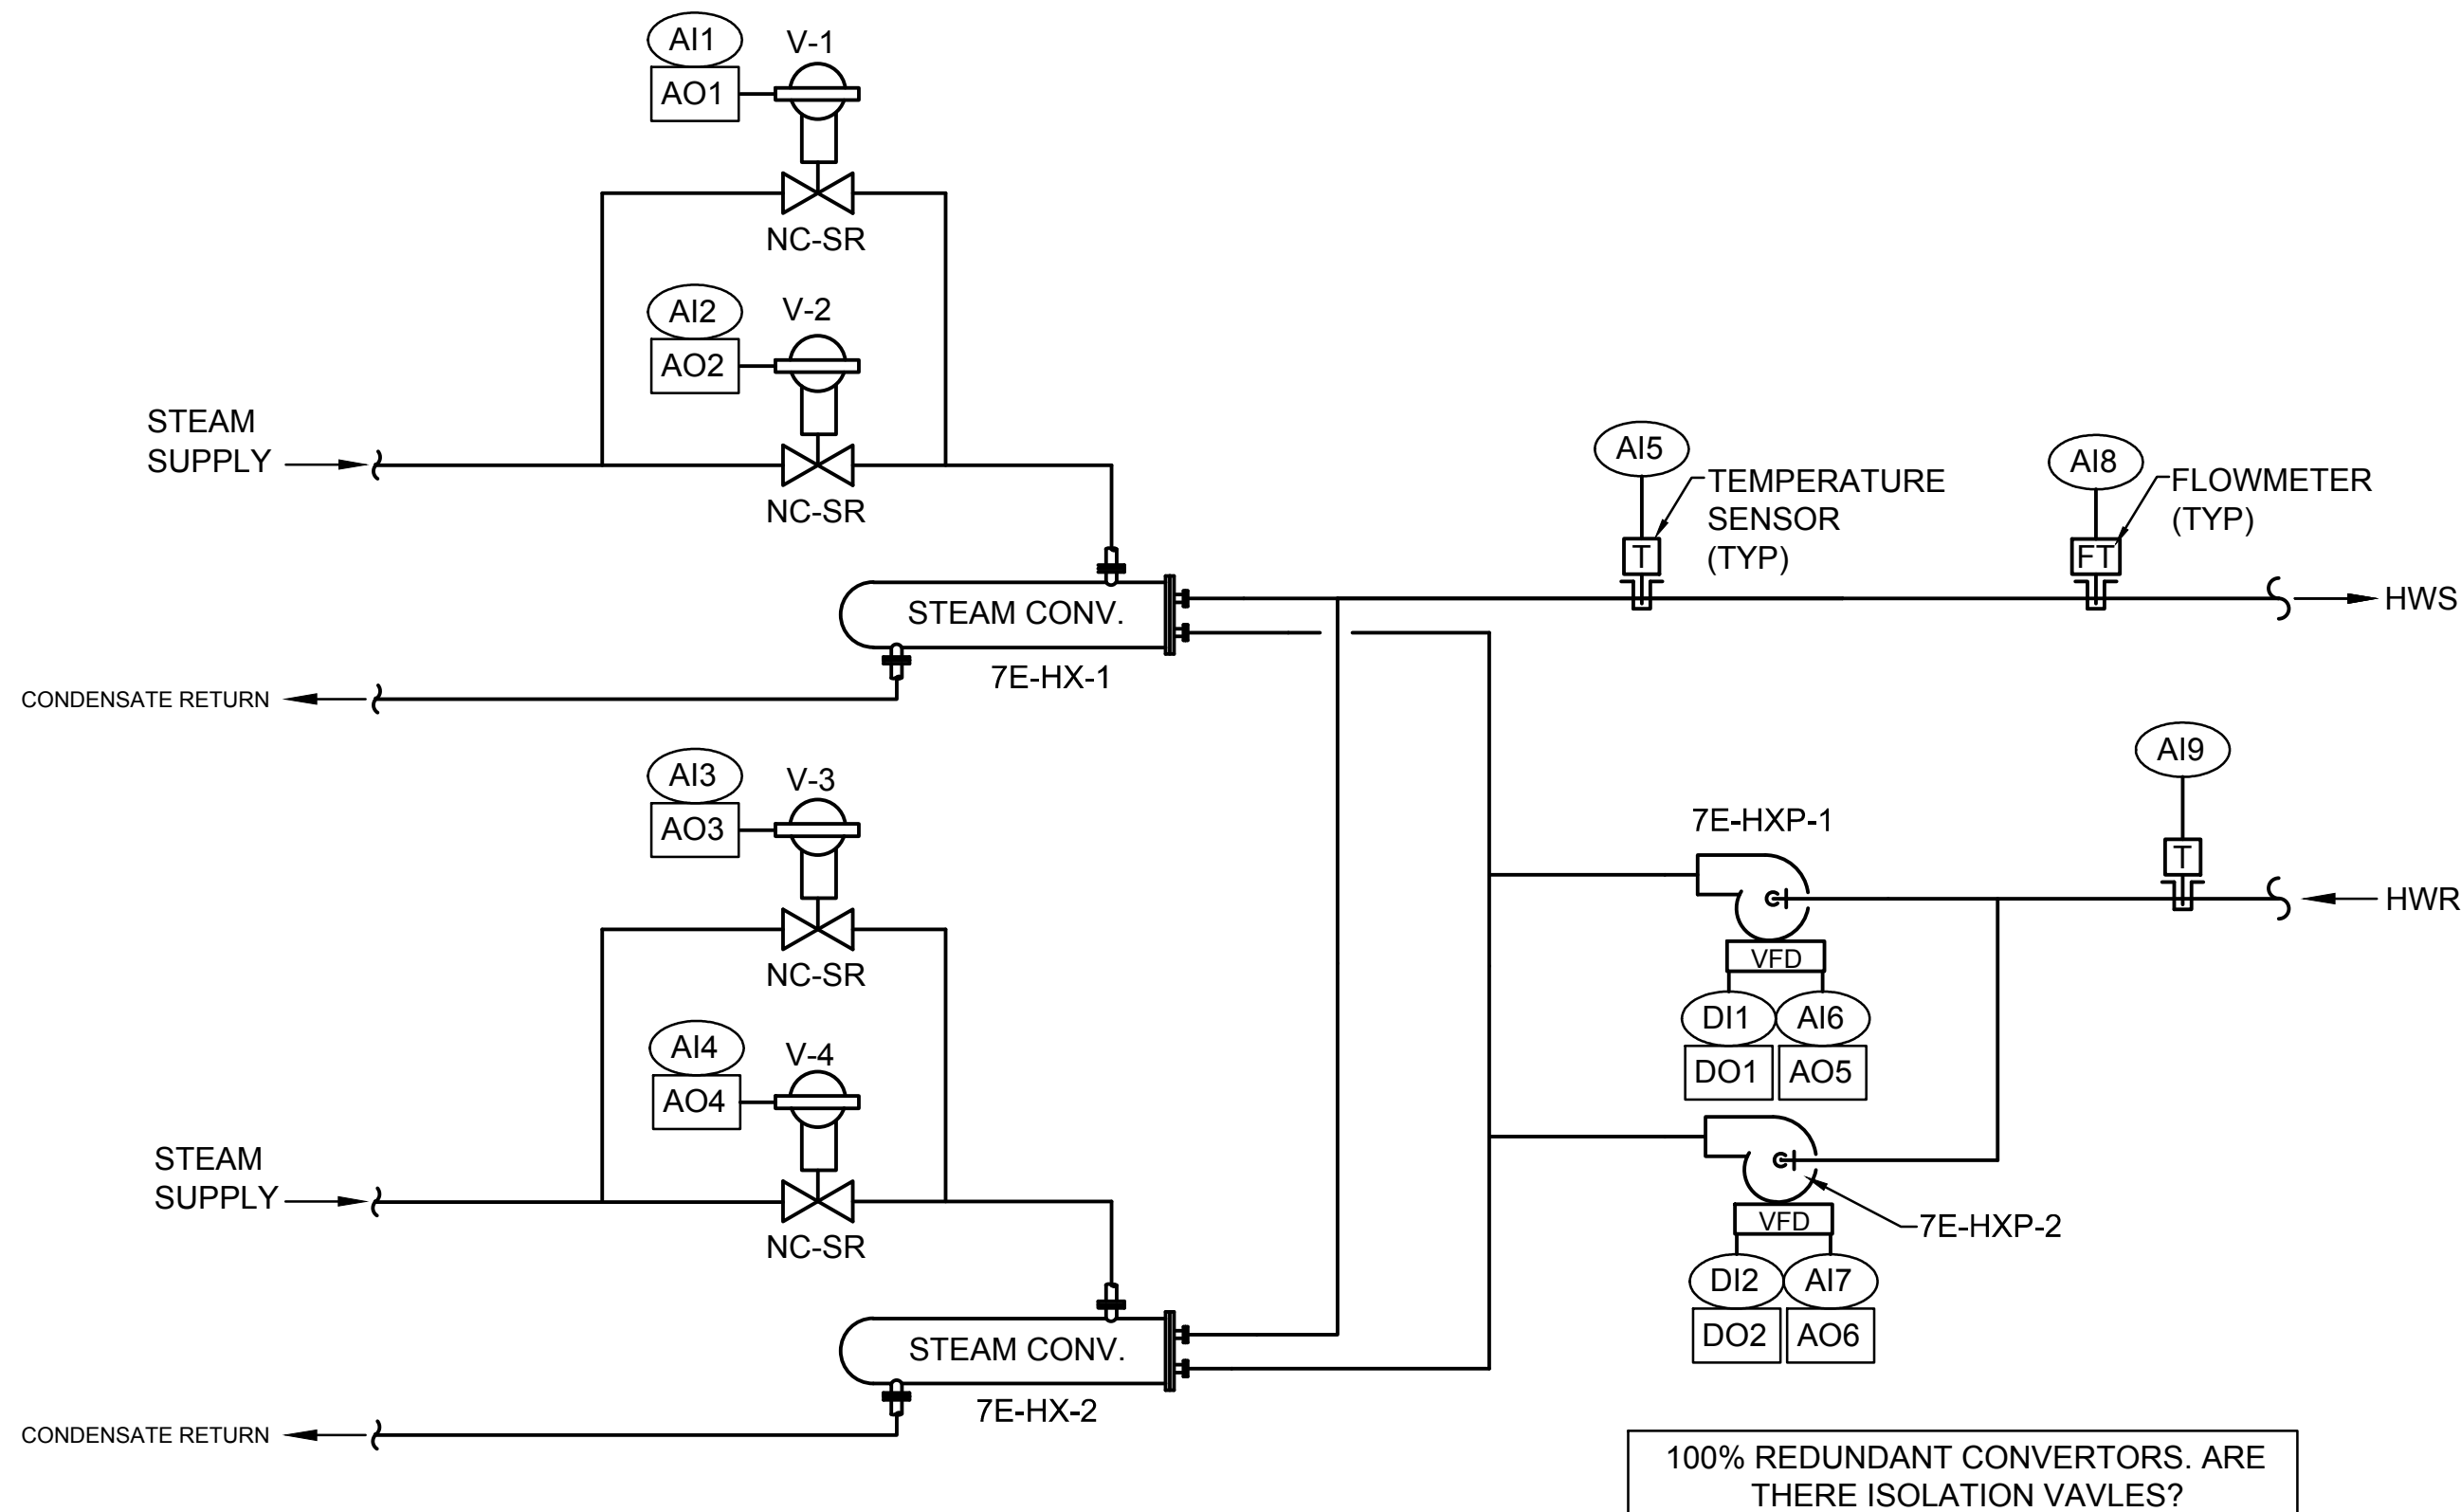 AI1
V-1
AO1
NC-SR
AI2
V-2
AO2
NC-SR
STEAM
SUPPLY
STEAM CONV.
7E-HX-1
CONDENSATE RETURN
AI5
TEMPERATURE
SENSOR
(TYP)
T
AI8
FLOWMETER
(TYP)
FT
HWS
AI3
V-3
AO3
NC-SR
AI4
V-4
AO4
NC-SR
STEAM
SUPPLY
STEAM CONV.
7E-HX-2
CONDENSATE RETURN
AI9
T
HWR
7E-HXP-1
VFD
DI1
AI6
DO1
AO5
7E-HXP-2
VFD
DI2
AI7
DO2
AO6
100% REDUNDANT CONVERTORS. ARE
THERE ISOLATION VAVLES?